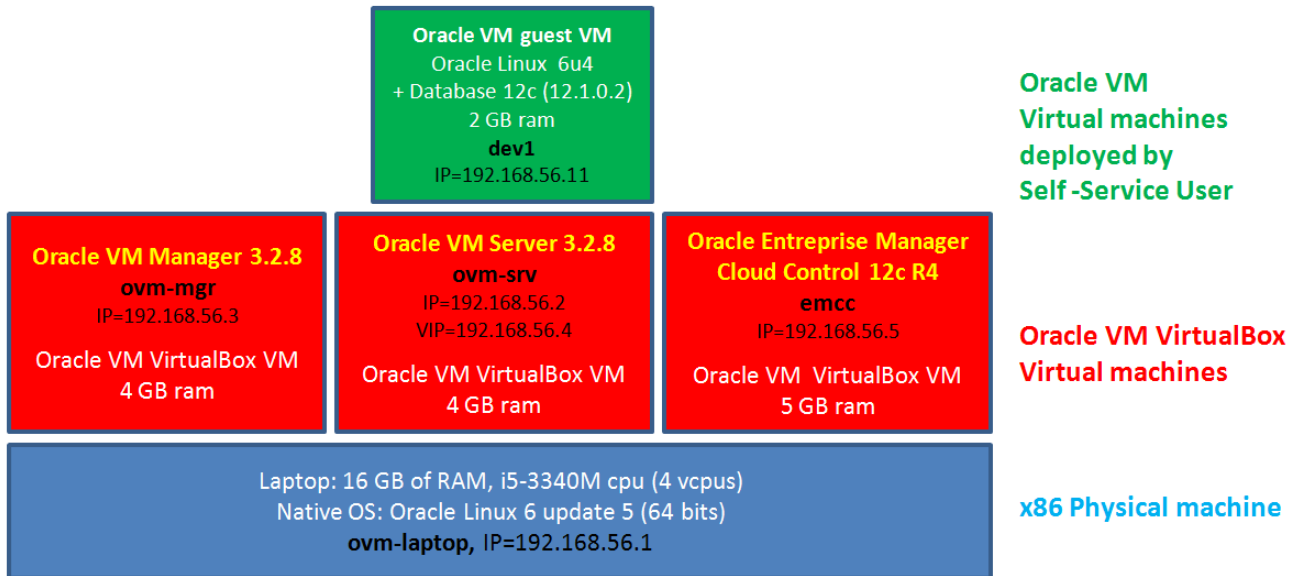 Oracle VM guest VM
Oracle Linux 6u4
+ Database 12c (12.1.0.2)
2 GB ram
dev1
IP=192.168.56.11
Oracle VM
Virtual machines
deployed by
Self -Service User
Oracle VM Manager 3.2.8
ovm-mgr
IP=192.168.56.3
Oracle VM VirtualBox VM
4 GB ram
Oracle VM Server 3.2.8
ovm-srv
IP=192.168.56.2
VIP=192.168.56.4
Oracle VM VirtualBox VM
4 GB ram
Oracle Entreprise Manager
Cloud Control 12c R4
emcc
IP=192.168.56.5
Oracle VM VirtualBox VM
5 GB ram
Oracle VM VirtualBox
Virtual machines
Laptop: 16 GB of RAM, i5-3340M cpu (4 vcpus)
Native OS: Oracle Linux 6 update 5 (64 bits)
ovm-laptop, IP=192.168.56.1
x86 Physical machine